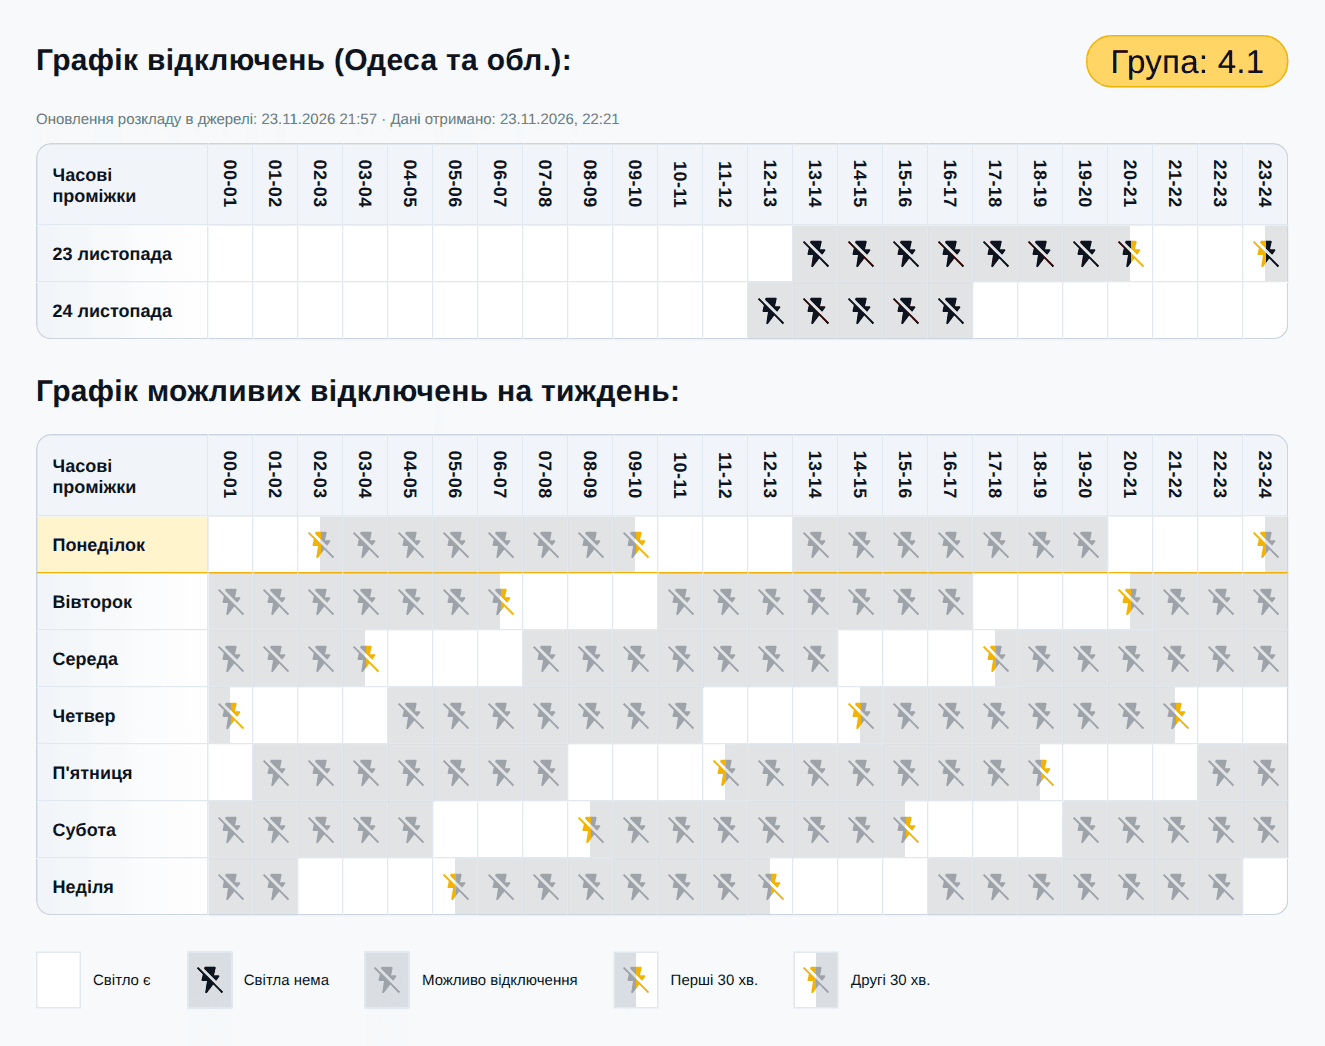 Графік відключень (Одеса та обл.):
Група: 4.1
Оновлення розкладу в джерелі: 23.11.2026 21:57 · Дані отримано: 23.11.2026, 22:21
Часові
проміжки
00-01 01-02 02-03 03-04 04-05 05-06 06-07 07-08 08-09 09-10 10-11 11-12 12-13 13-14 14-15 15-16 16-17 17-18 18-19 19-20 20-21 21-22 22-23 23-24
23 листопада
24 листопада
Графік можливих відключень на тиждень:
Часові
проміжки
00-01 01-02 02-03 03-04 04-05 05-06 06-07 07-08 08-09 09-10 10-11 11-12 12-13 13-14 14-15 15-16 16-17 17-18 18-19 19-20 20-21 21-22 22-23 23-24
Понеділок
Вівторок
Середа
Четвер
П'ятниця
Субота
Неділя
Світло є
Світла нема
Можливо відключення
Перші 30 хв.
Другі 30 хв.